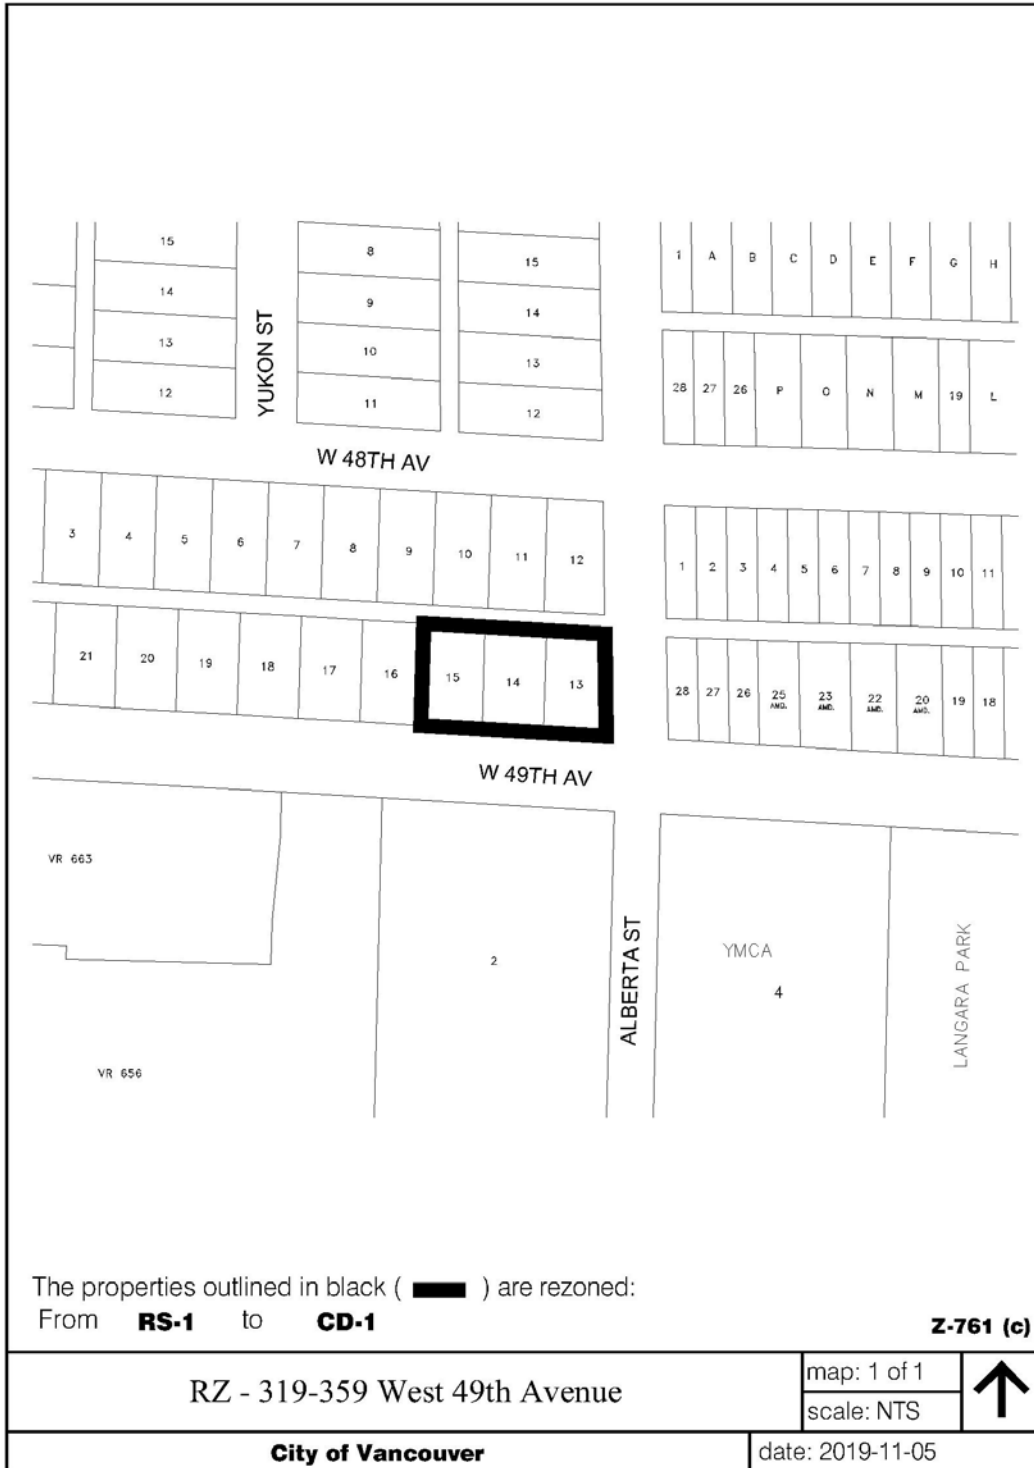 15
14
13
12
YUKON ST
8
9
10
11
15
14
13
12
1 A B C D E F G H
28 27 26 P O N M 19 L
W 48TH AV
3 4 5 6 7 8 9 10 11 12
1 2 3 4 5 6 7 8 9 10 11
21 20 19 18 17 16 15 14 13
28 27 26 25 23 22 20 19 18
AMD. AMD. AMD. AMD.
W 49TH AV
VR 663
2
VR 656
ALBERTA ST
YMCA
4
LANGARA PARK
The properties outlined in black ( ) are rezoned:
From RS-1 to CD-1
Z-761 (c)
RZ - 319-359 West 49th Avenue
map: 1 of 1
scale: NTS
City of Vancouver
date: 2019-11-05